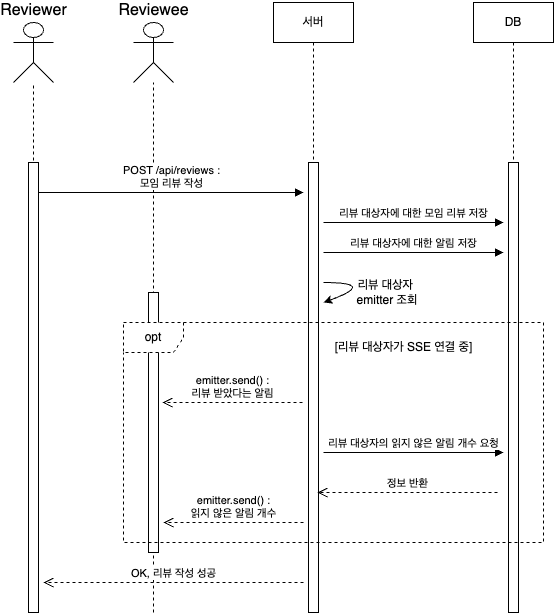 Reviewer
Reviewee
서버
DB
POST /api/reviews :
모임 리뷰 작성
리뷰 대상자에 대한 모임 리뷰 저장
리뷰 대상자에 대한 알림 저장
리뷰 대상자
emitter 조회
opt
[리뷰 대상자가 SSE 연결 중]
emitter.send() :
리뷰 받았다는 알림
리뷰 대상자의 읽지 않은 알림 개수 요청
정보 반환
emitter.send() :
읽지 않은 알림 개수
OK, 리뷰 작성 성공